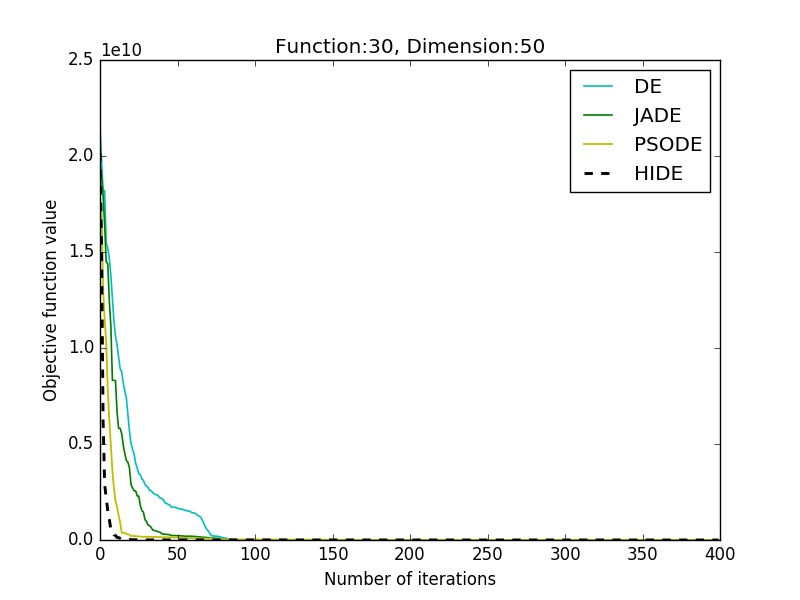 Function:30, Dimension:50
1e10
2.5
2.0
1.5
1.0
0.5
0.0
Objective function value
0 50 100 150 200 250 300 350 400
Number of iterations
DE
JADE
PSODE
HIDE